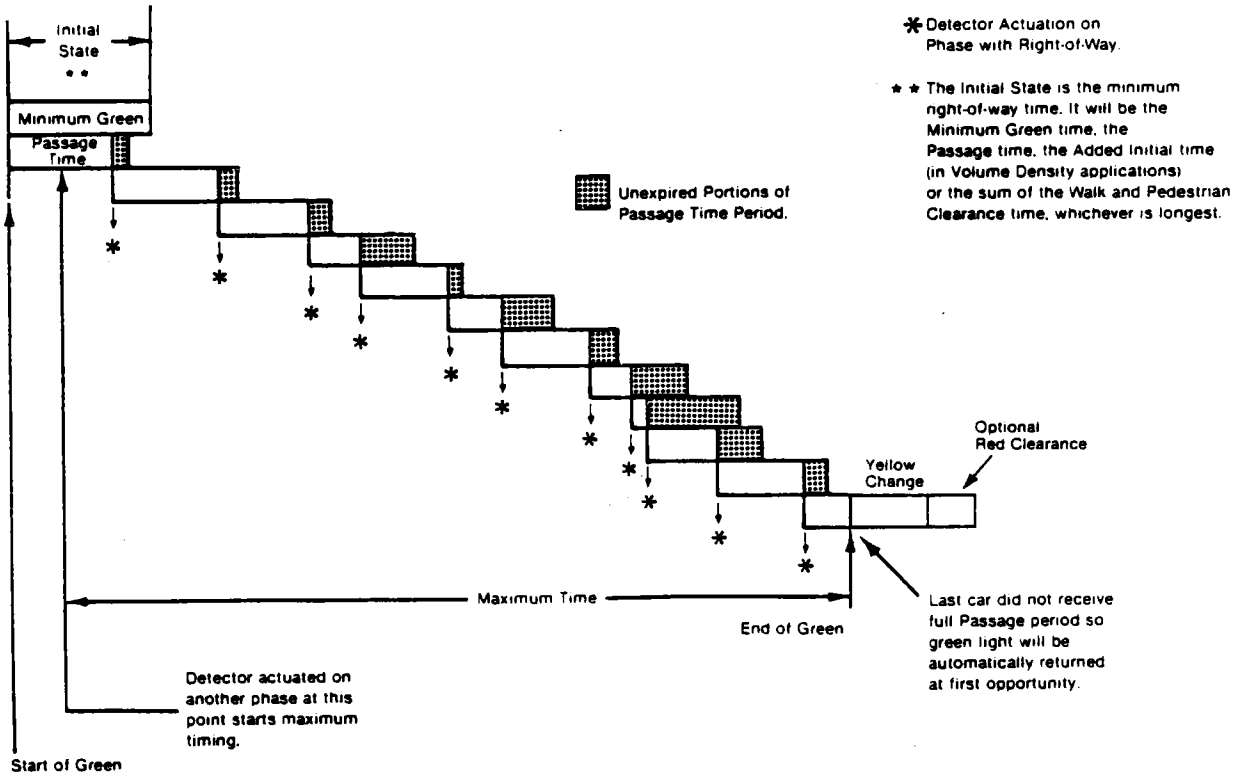 Initial
State
* *
Minimum Green
Passage
Time
* Detector Actuation on
Phase with Right-of-Way.
* * The Initial State is the minimum
right-of-way time. It will be the
Minimum Green time, the
Passage time, the Added Initial time
(in Volume Density applications)
or the sum of the Walk and Pedestrian
Clearance time, whichever is longest.
Unexpired Portions of
Passage Time Period.
*
*
*
*
*
*
*
*
*
*
*
Optional
Red Clearance
Yellow
Change
Maximum Time
End of Green
Last car did not receive
full Passage period so
green light will be
automatically returned
at first opportunity.
Detector actuated on
another phase at this
point starts maximum
timing.
Start of Green